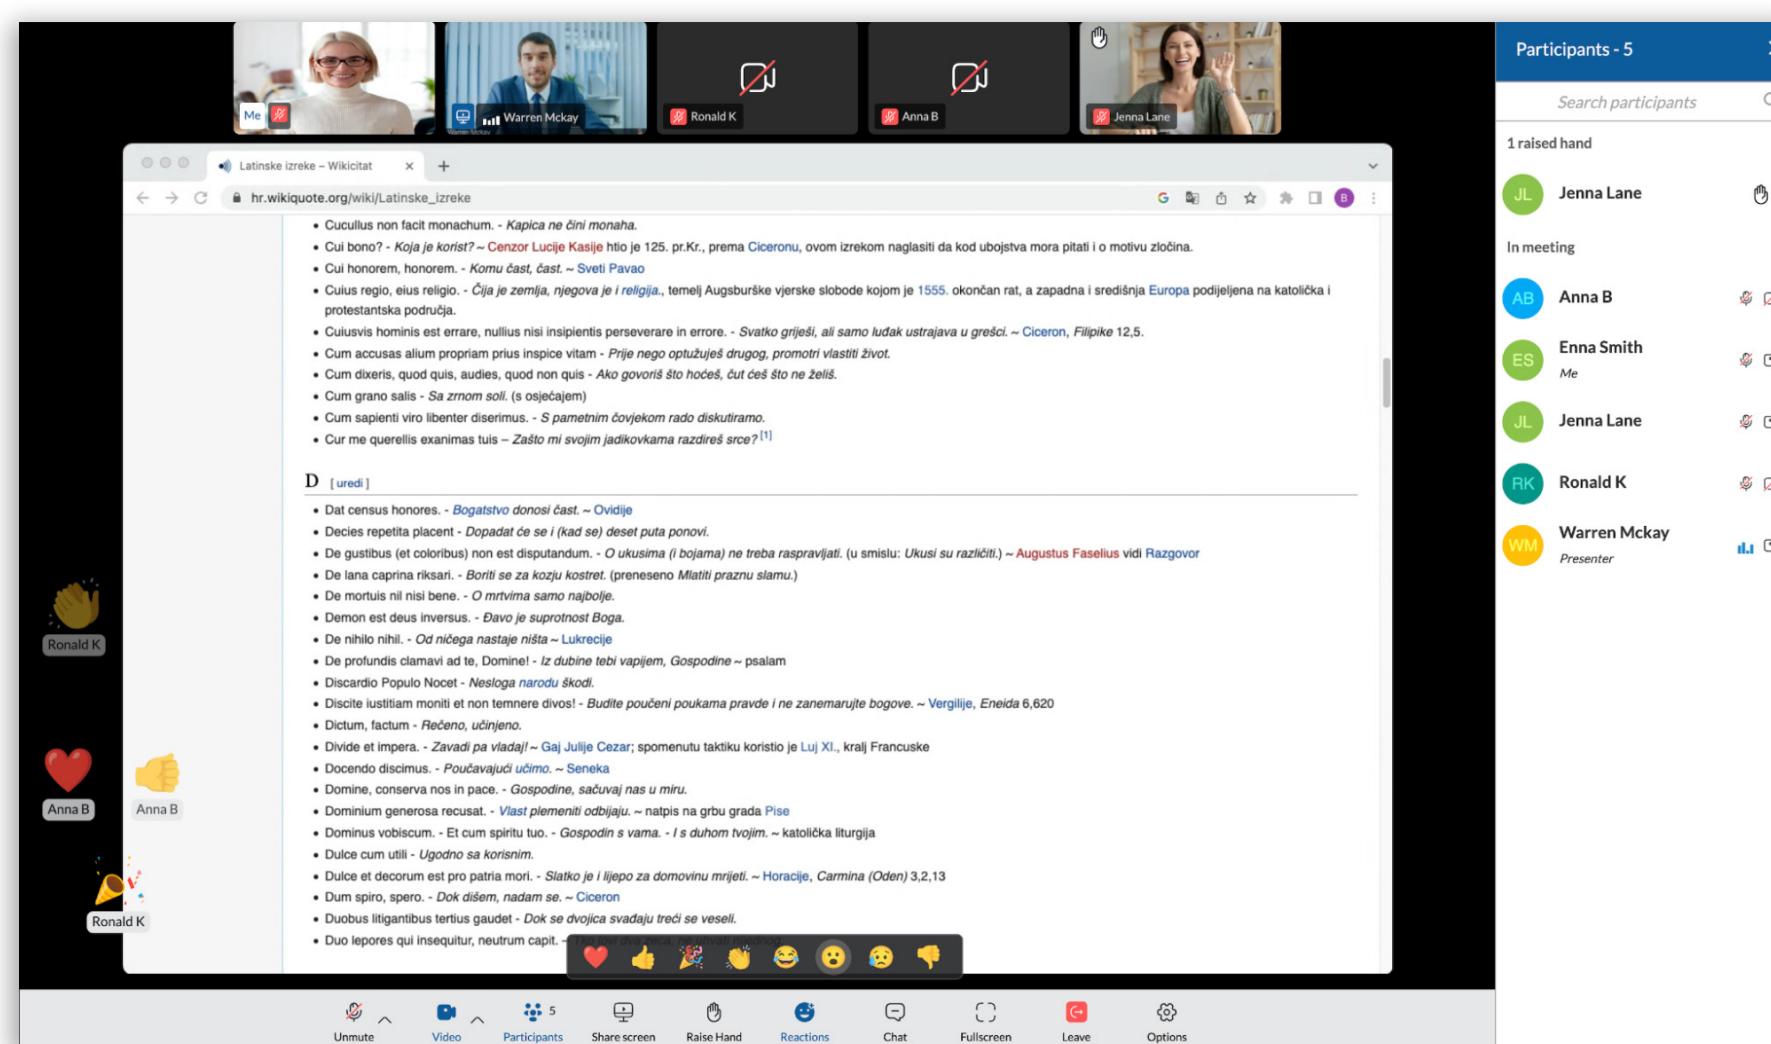 Me
Warren Mckay
Warren Mckay
Ronald K
Anna B
Jenna Lane
Latinske izreke – Wikicitat
hr.wikiquote.org/wiki/Latinske_izreke
B
• Cucullus non facit monachum. - Kapica ne čini monaha.
• Cui bono? - Koja je korist? ~ Cenzor Lucije Kasije htio je 125. pr.Kr., prema Ciceronu, ovom izrekom naglasiti da kod ubojstva mora pitati i o motivu zločina.
• Cui honorem, honorem. - Komu čast, čast. ~ Sveti Pavao
• Cuius regio, eius religio. - Čija je zemlja, njegova je i religija., temelj Augsburške vjerske slobode kojom je 1555. okončan rat, a zapadna i središnja Europa podijeljena na katolička i
protestantska područja.
• Cuiusvis hominis est errare, nullius nisi insipientis perseverare in errore. - Svatko griješi, ali samo luđak ustrajava u grešci. ~ Ciceron, Filipike 12,5.
• Cum accusas alium propriam prius inspice vitam - Prije nego optužuješ drugog, promotri vlastiti život.
• Cum dixeris, quod quis, audies, quod non quis - Ako govoriš što hoćeš, čut ćeš što ne želiš.
• Cum grano salis - Sa zrnom soli. (s osjećajem)
• Cum sapienti viro libenter diserimus. - S pametnim čovjekom rado diskutiramo.
• Cur me querellis exanimas tuis – Zašto mi svojim jadikovkama razdireš srce? [1]
D [ uredi ]
• Dat census honores. - Bogatstvo donosi čast. ~ Ovidije
• Decies repetita placent - Dopadat će se i (kad se) deset puta ponovi.
• De gustibus (et coloribus) non est disputandum. - O ukusima (i bojama) ne treba raspravljati. (u smislu: Ukusi su različiti.) ~ Augustus Faselius vidi Razgovor
• De lana caprina riksari. - Boriti se za kozju kostret. (preneseno Mlatiti praznu slamu.)
• De mortuis nil nisi bene. - O mrtvima samo najbolje.
• Demon est deus inversus. - Đavo je suprotnost Boga.
• De nihilo nihil. - Od ničega nastaje ništa ~ Lukrecije
• De profundis clamavi ad te, Domine! - Iz dubine tebi vapijem, Gospodine ~ psalam
• Discardio Populo Nocet - Nesloga narodu škodi.
• Discite iustitiam moniti et non temnere divos! - Budite poučeni poukama pravde i ne zanemarujte bogove. ~ Vergilije, Eneida 6,620
• Dictum, factum - Rečeno, učinjeno.
• Divide et impera. - Zavadi pa vladaj! ~ Gaj Julije Cezar; spomenutu taktiku koristio je Luj XI., kralj Francuske
• Docendo discimus. - Poučavajući učimo. ~ Seneka
• Domine, conserva nos in pace. - Gospodine, sačuvaj nas u miru.
• Dominium generosa recusat. - Vlast plemeniti odbijaju. ~ natpis na grbu grada Pise
• Dominus vobiscum. - Et cum spiritu tuo. - Gospodin s vama. - I s duhom tvojim. ~ katolička liturgija
• Dulce cum utili - Ugodno sa korisnim.
• Dulce et decorum est pro patria mori. - Slatko je i lijepo za domovinu mrijeti. ~ Horacije, Carmina (Oden) 3,2,13
• Dum spiro, spero. - Dok dišem, nadam se. ~ Ciceron
• Duobus litigantibus tertius gaudet - Dok se dvojica svađaju treći se veseli.
• Duo lepores qui insequitur, neutrum capit. - Tko lovi dva zeca, ne uhvati nijednog.
Ronald K
Anna B
Anna B
Ronald K
Unmute
Video
5
Participants
Share screen
Raise Hand
Reactions
Chat
Fullscreen
Leave
Options
Participants - 5
Search participants
1 raised hand
JL Jenna Lane
In meeting
AB Anna B
ES Enna Smith
Me
JL Jenna Lane
RK Ronald K
WM Warren Mckay
Presenter